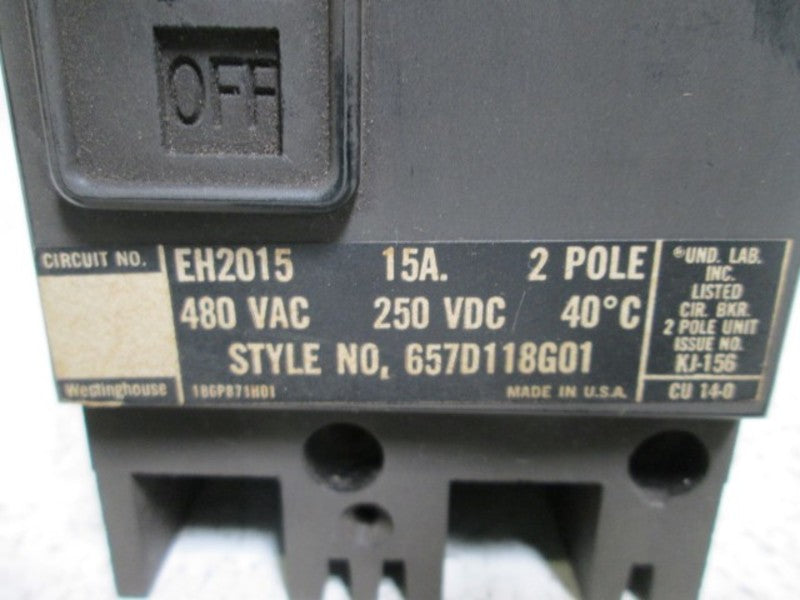 OFF
CIRCUIT NO.
EH2015 15A. 2 POLE
480 VAC 250 VDC 40°C
STYLE NO. 657D118G01
Westinghouse
186P871H01 MADE IN U.S.A.
UND. LAB.
INC.
LISTED
CIR. BKR.
2 POLE UNIT
ISSUE NO.
KJ-156
CU 14-0